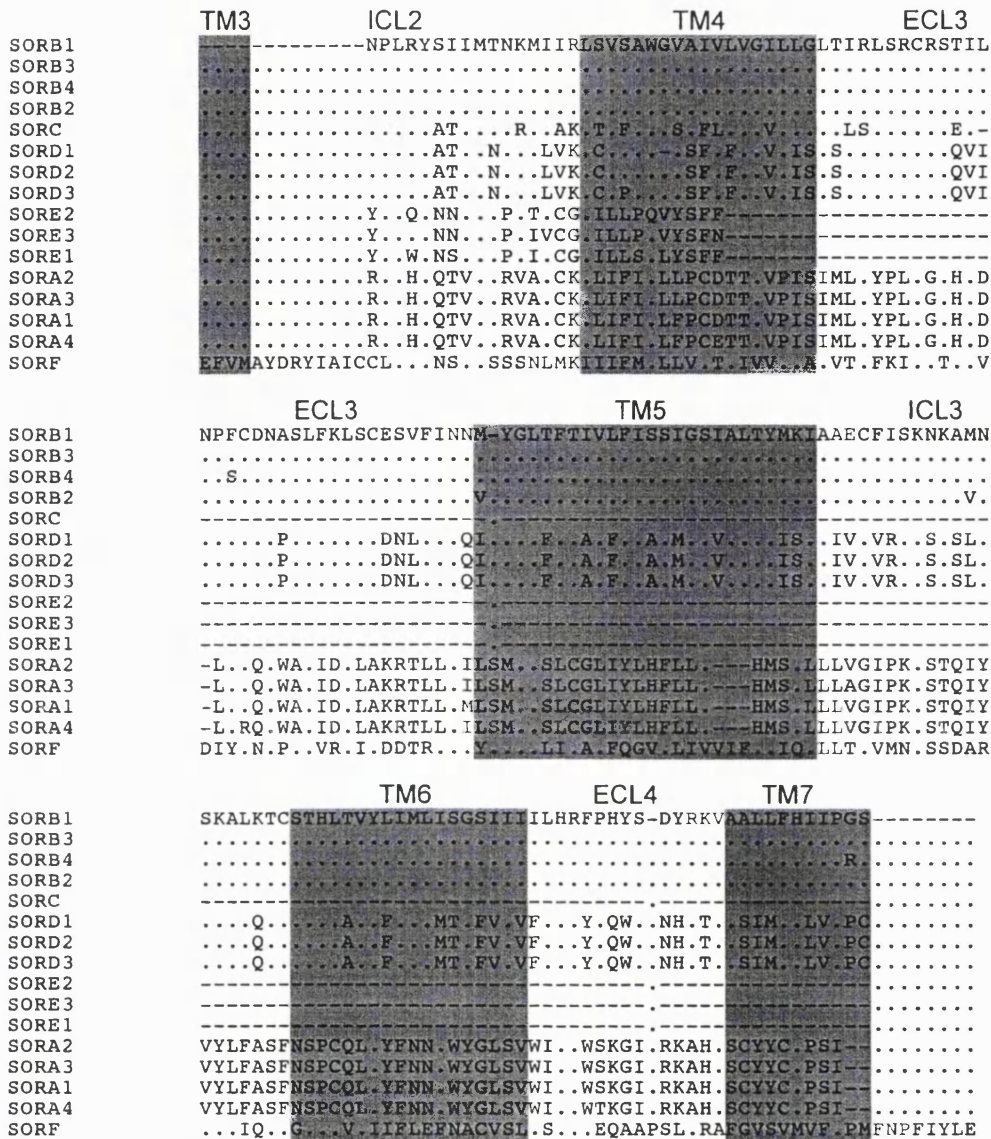 TM3 ICL2 TM4 ECL3
SORB1 -------------NPLRYSIIMTNKMIIRLSVSAWGVAIVLVGILLGLTIRLSRCRSTIL
SORB3 ............................................................
SORB4 ............................................................
SORB2 ............................................................
SORC ..................AT....R..AK.T.F...S.FL...V.....LS......E.-
SORD1 ..................AT..N...LVK.C......-.SF.F..V.IS.S........QVI
SORD2 ..................AT..N...LVK.C.......SF.F..V.IS.S........QVI
SORD3 ..................AT..N...LVK.C.P.....SF.F..V.IS.S........QVI
SORE2 .............Y..Q.NN...P.T.CG.ILLPQVYSFF--------------------
SORE3 .............Y....NN...P.IVCG.ILLP.VYSFN--------------------
SORE1 .............Y..W.NS...P.I.CG.ILLS.LYSFF--------------------
SORA2 .............R..H.QTV..RVA.CK.LIFI.LLPCDTT.VPISIML.YPL.G.H.D
SORA3 .............R..H.QTV..RVA.CK.LIFI.LLPCDTT.VPISIML.YPL.G.H.D
SORA1 .............R..H.QTV..RVA.CK.LIFI.LFPCDTT.VPISIML.YPL.G.H.D
SORA4 .............R..H.QTV..RVA.CK.LIFI.LFPCETT.VPISIML.YPL.G.H.D
SORF EFVMAYDRYIAICCL...NS..SSSNLMKIIIFM.LLV.T.IVV..A.VT.FKI..T..V
ECL3 TM5 ICL3
SORB1 NPFCDNASLFKLSCESVFINNM-YGLTFTIVLFISSIGSIALTYMKIAAECFISKNKAMN
SORB3 ............................................................
SORB4 ..S.........................................................
SORB2 .....................V....................................V.
SORC ---------------------.--------------------------------------
SORD1 ......P.......DNL...QI....F..A.F..A.M..V....IS..IV.VR..S.SL.
SORD2 ......P.......DNL...QI....F..A.F..A.M..V....IS..IV.VR..S.SL.
SORD3 ......P.......DNL...QI....F..A.F..A.M..V....IS..IV.VR..S.SL.
SORE2 ----------------------.-------------------------------------
SORE3 ----------------------.-------------------------------------
SORE1 ----------------------.-------------------------------------
SORA2 -L..Q.WA.ID.LAKRTLL.ILSM..SLCGLIYLHFLL.---HMS.LLLVGIPK.STQIY
SORA3 -L..Q.WA.ID.LAKRTLL.ILSM..SLCGLIYLHFLL.---HMS.LLLAGIPK.STQIY
SORA1 -L..Q.WA.ID.LAKRTLL.MLSM..SLCGLIYLHFLL.---HMS.LLLVGIPK.STQIY
SORA4 -L.RQ.WA.ID.LAKRTLL.ILSM..SLCGLIYLHFLL.---HMS.LLLVGIPK.STQIY
SORF DIY.N.P..VR.I.DDTR...Y....LI.A.FQGV.LIVVIF..IQ.LLT.VMN.SSDAR
TM6 ECL4 TM7
SORB1 SKALKTCSTHLTVYLIMLISGSIIIILHRFPHYS-DYRKVAALLFHIIPGS--------
SORB3 ............................................................
SORB4 .................................................R..........
SORB2 ............................................................
SORC ----------------------------------.----------------........
SORD1 ....Q......A..F...MT.FV.VF...Y.QW..NH.T..SIM..LV.PC........
SORD2 ....Q......A..F...MT.FV.VF...Y.QW..NH.T..SIM..LV.PC........
SORD3 ....Q......A..F...MT.FV.VF...Y.QW..NH.T..SIM..LV.PC........
SORE2 ----------------------------------.----------------........
SORE3 ----------------------------------.----------------........
SORE1 ----------------------------------.----------------........
SORA2 VYLFASFNSPCQL.YFNN.WYGLSVWI..WSKGI.RKAH.SCYYC.PSI--........
SORA3 VYLFASFNSPCQL.YFNN.WYGLSVWI..WSKGI.RKAH.SCYYC.PSI--........
SORA1 VYLFASFNSPCQL.YFNN.WYGLSVWI..WSKGI.RKAH.SCYYC.PSI--........
SORA4 VYLFASFNSPCQL.YFNEN.WYGLSVWI..WTKGI.RKAH.SCYYC.PSI--........
SORF ...IQ..G...V.IIFLEFNACVSL.S...EQAAPSL.RAFGVSVMVF.PMFNPFIYLE